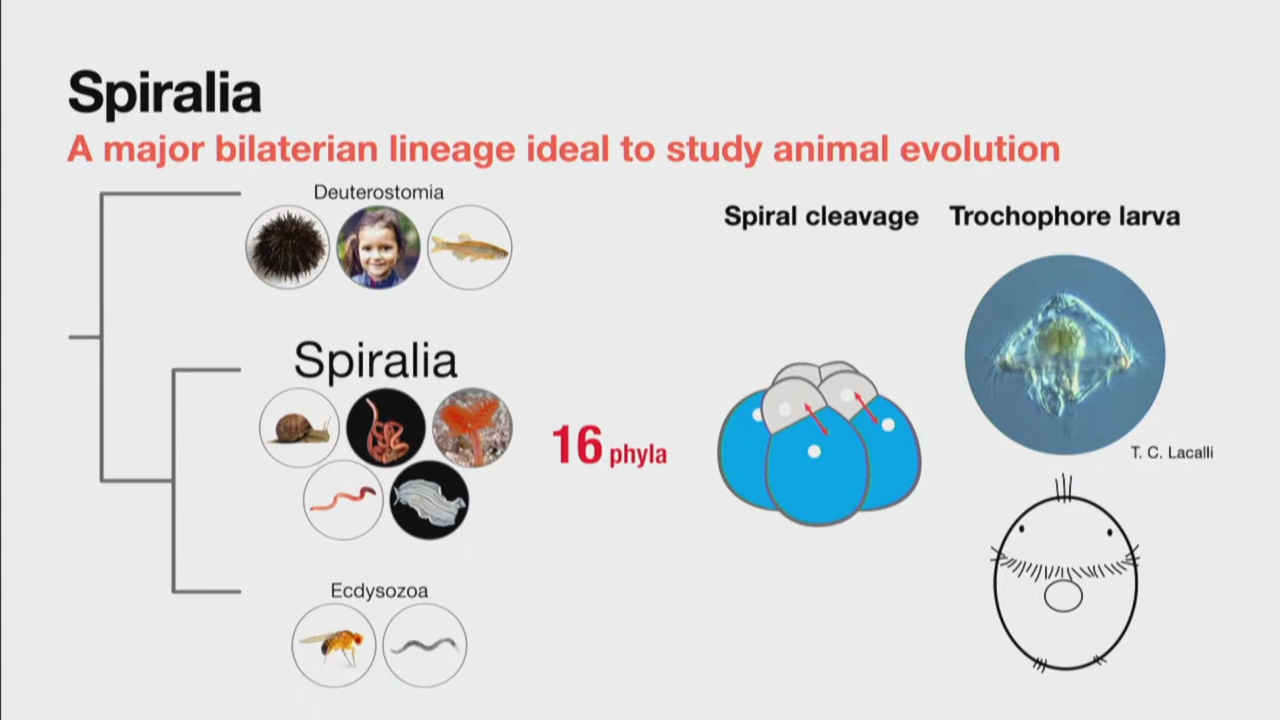 Spiralia
A major bilaterian lineage ideal to study animal evolution
Deuterostomia
Spiral cleavage
Trochophore larva
Spiralia
16 phyla
T. C. Lacalli
Ecdysozoa